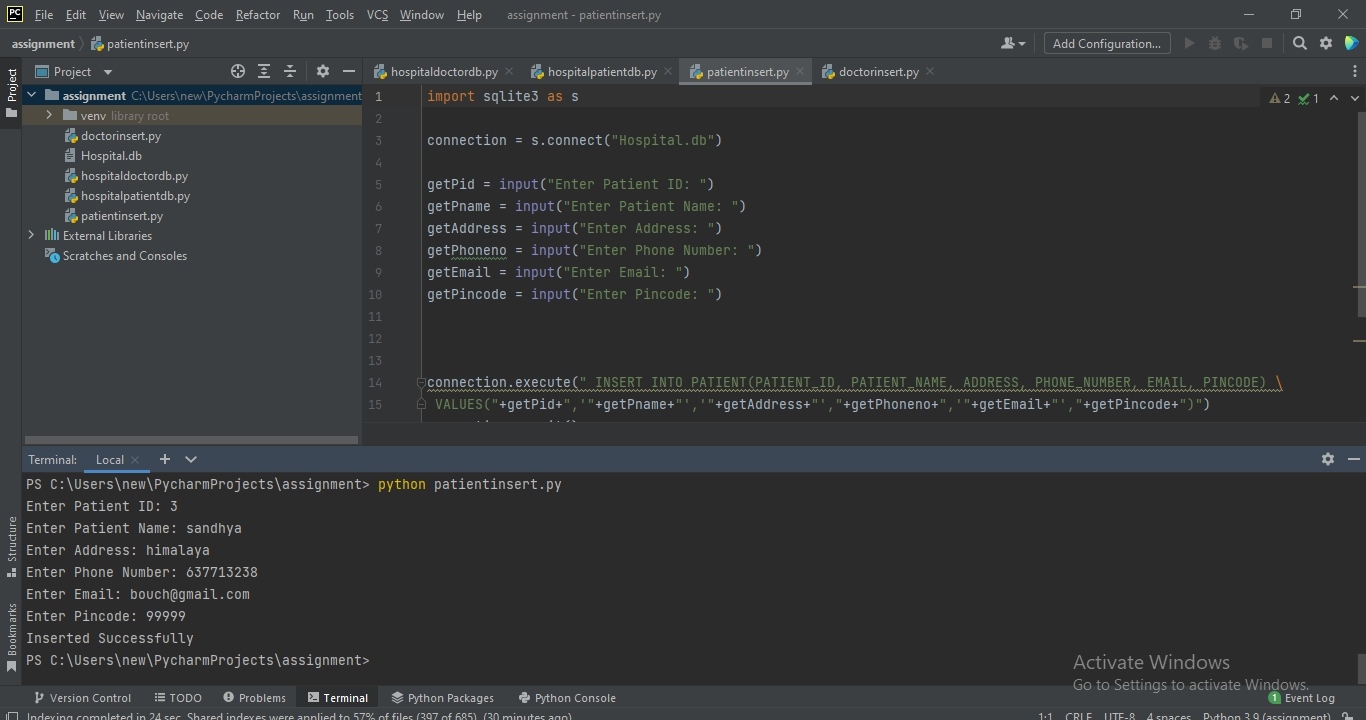 PC File Edit View Navigate Code Refactor Run Tools VCS Window Help assignment - patientinsert.py
assignment patientinsert.py Add Configuration...
Project hospitaldoctordb.py hospitalpatientdb.py patientinsert.py doctorinsert.py
Project
assignment C:\Users\new\PycharmProjects\assignment
venv library root
doctorinsert.py
Hospital.db
hospitaldoctordb.py
hospitalpatientdb.py
patientinsert.py
External Libraries
Scratches and Consoles
2 1
1 import sqlite3 as s
2
3 connection = s.connect("Hospital.db")
4
5 getPid = input("Enter Patient ID: ")
6 getPname = input("Enter Patient Name: ")
7 getAddress = input("Enter Address: ")
8 getPhoneno = input("Enter Phone Number: ")
9 getEmail = input("Enter Email: ")
10 getPincode = input("Enter Pincode: ")
11
12
13
14 connection.execute(" INSERT INTO PATIENT(PATIENT_ID, PATIENT_NAME, ADDRESS, PHONE_NUMBER, EMAIL, PINCODE) \
15 VALUES("+getPid+",'"+getPname+"','"+getAddress+"',"+getPhoneno+",'"+getEmail+"',"+getPincode+")")
Terminal: Local
PS C:\Users\new\PycharmProjects\assignment> python patientinsert.py
Enter Patient ID: 3
Enter Patient Name: sandhya
Enter Address: himalaya
Enter Phone Number: 637713238
Enter Email: bouch@gmail.com
Enter Pincode: 99999
Inserted Successfully
PS C:\Users\new\PycharmProjects\assignment>
Structure
Bookmarks
Activate Windows
Go to Settings to activate Windows.
Version Control TODO Problems Terminal Python Packages Python Console 1 Event Log
Indexing completed in 24 sec. Shared indexes were applied to 57% of files (397 of 685). (30 minutes ago) 1:1 CRLF UTF-8 4 spaces Python 3.9 (assignment)